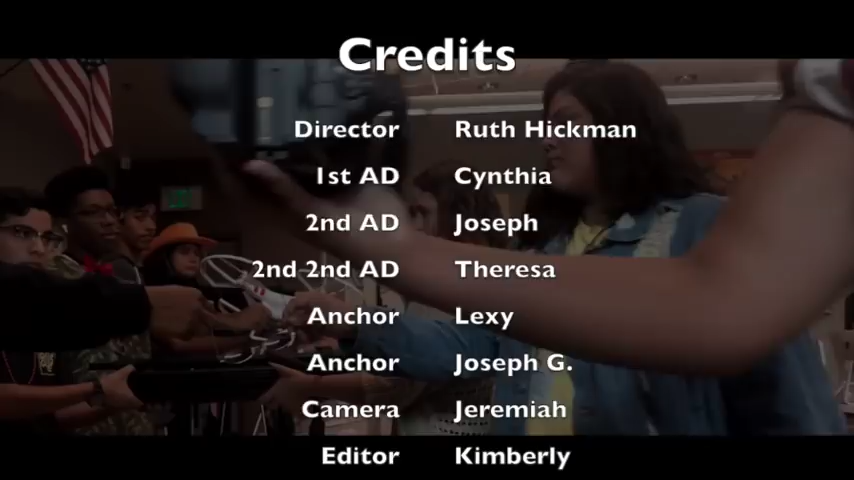 Credits
Director Ruth Hickman
1st AD Cynthia
2nd AD Joseph
2nd 2nd AD Theresa
Anchor Lexy
Anchor Joseph G.
Camera Jeremiah
Editor Kimberly